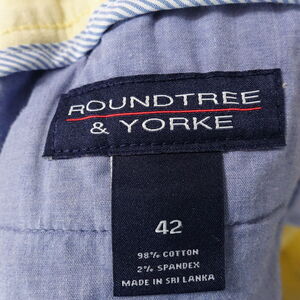 ROUNDTREE
& YORKE
42
98% COTTON
2% SPANDEX
MADE IN SRI LANKA